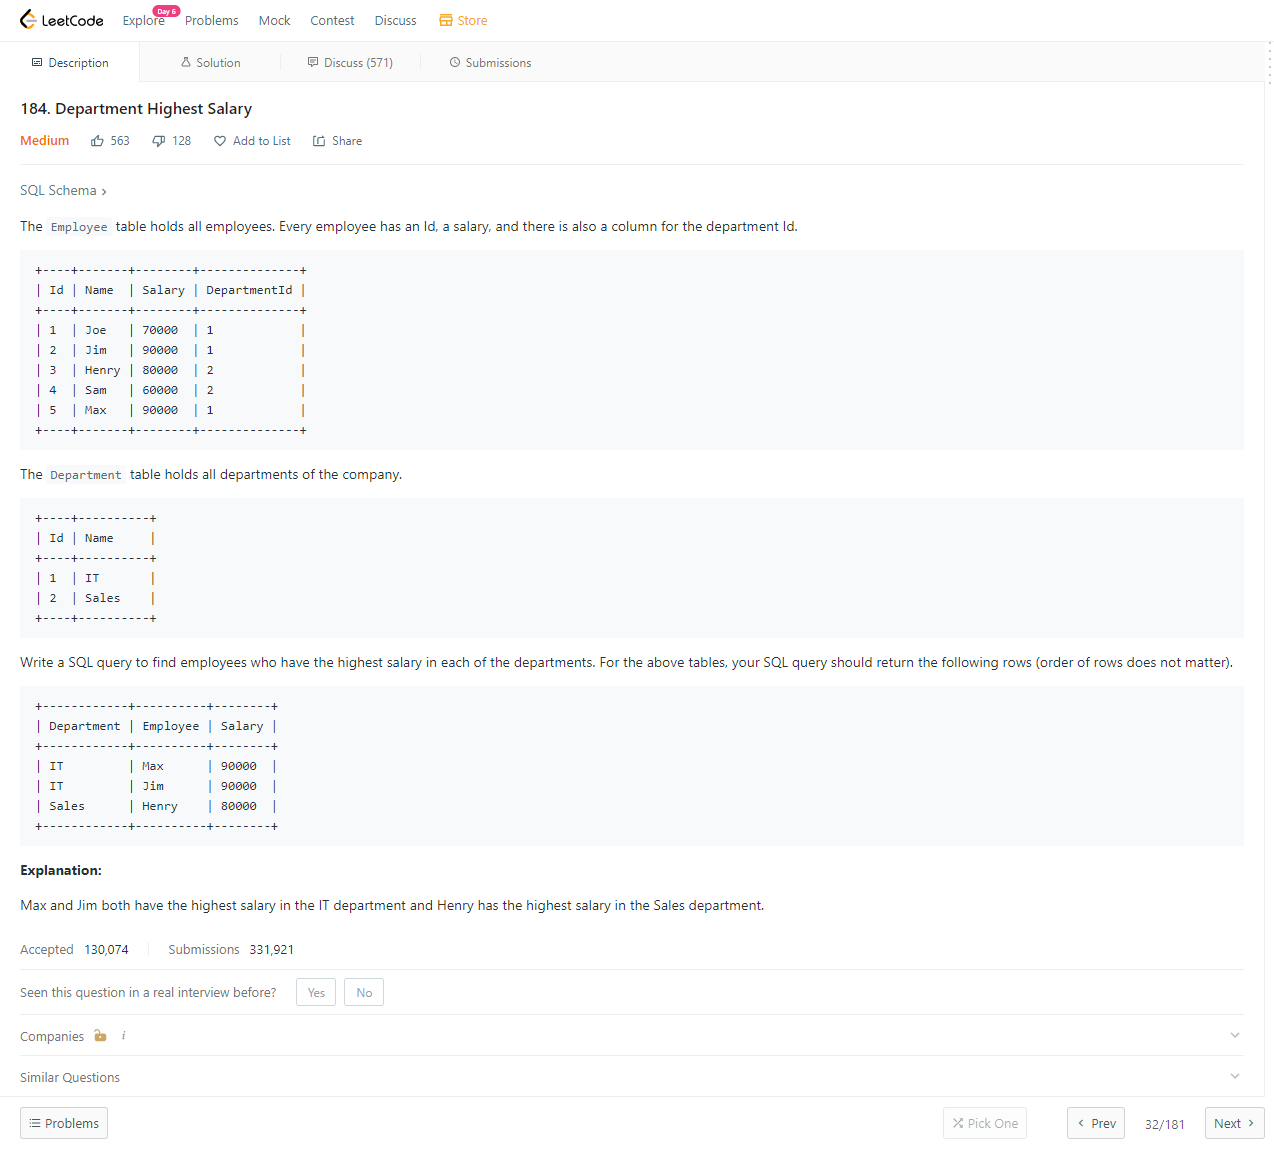 LeetCode Explore Day 6 Problems Mock Contest Discuss Store
Description Solution Discuss (571) Submissions
184. Department Highest Salary
Medium 563 128 Add to List Share
SQL Schema ›
The Employee table holds all employees. Every employee has an Id, a salary, and there is also a column for the department Id.
+----+-------+--------+--------------+
| Id | Name  | Salary | DepartmentId |
+----+-------+--------+--------------+
| 1  | Joe   | 70000  | 1            |
| 2  | Jim   | 90000  | 1            |
| 3  | Henry | 80000  | 2            |
| 4  | Sam   | 60000  | 2            |
| 5  | Max   | 90000  | 1            |
+----+-------+--------+--------------+
The Department table holds all departments of the company.
+----+----------+
| Id | Name     |
+----+----------+
| 1  | IT       |
| 2  | Sales    |
+----+----------+
Write a SQL query to find employees who have the highest salary in each of the departments. For the above tables, your SQL query should return the following rows (order of rows does not matter).
+------------+----------+--------+
| Department | Employee | Salary |
+------------+----------+--------+
| IT         | Max      | 90000  |
| IT         | Jim      | 90000  |
| Sales      | Henry    | 80000  |
+------------+----------+--------+
Explanation:
Max and Jim both have the highest salary in the IT department and Henry has the highest salary in the Sales department.
Accepted 130,074 Submissions 331,921
Seen this question in a real interview before? Yes No
Companies i
Similar Questions
Problems Pick One ‹ Prev 32/181 Next ›